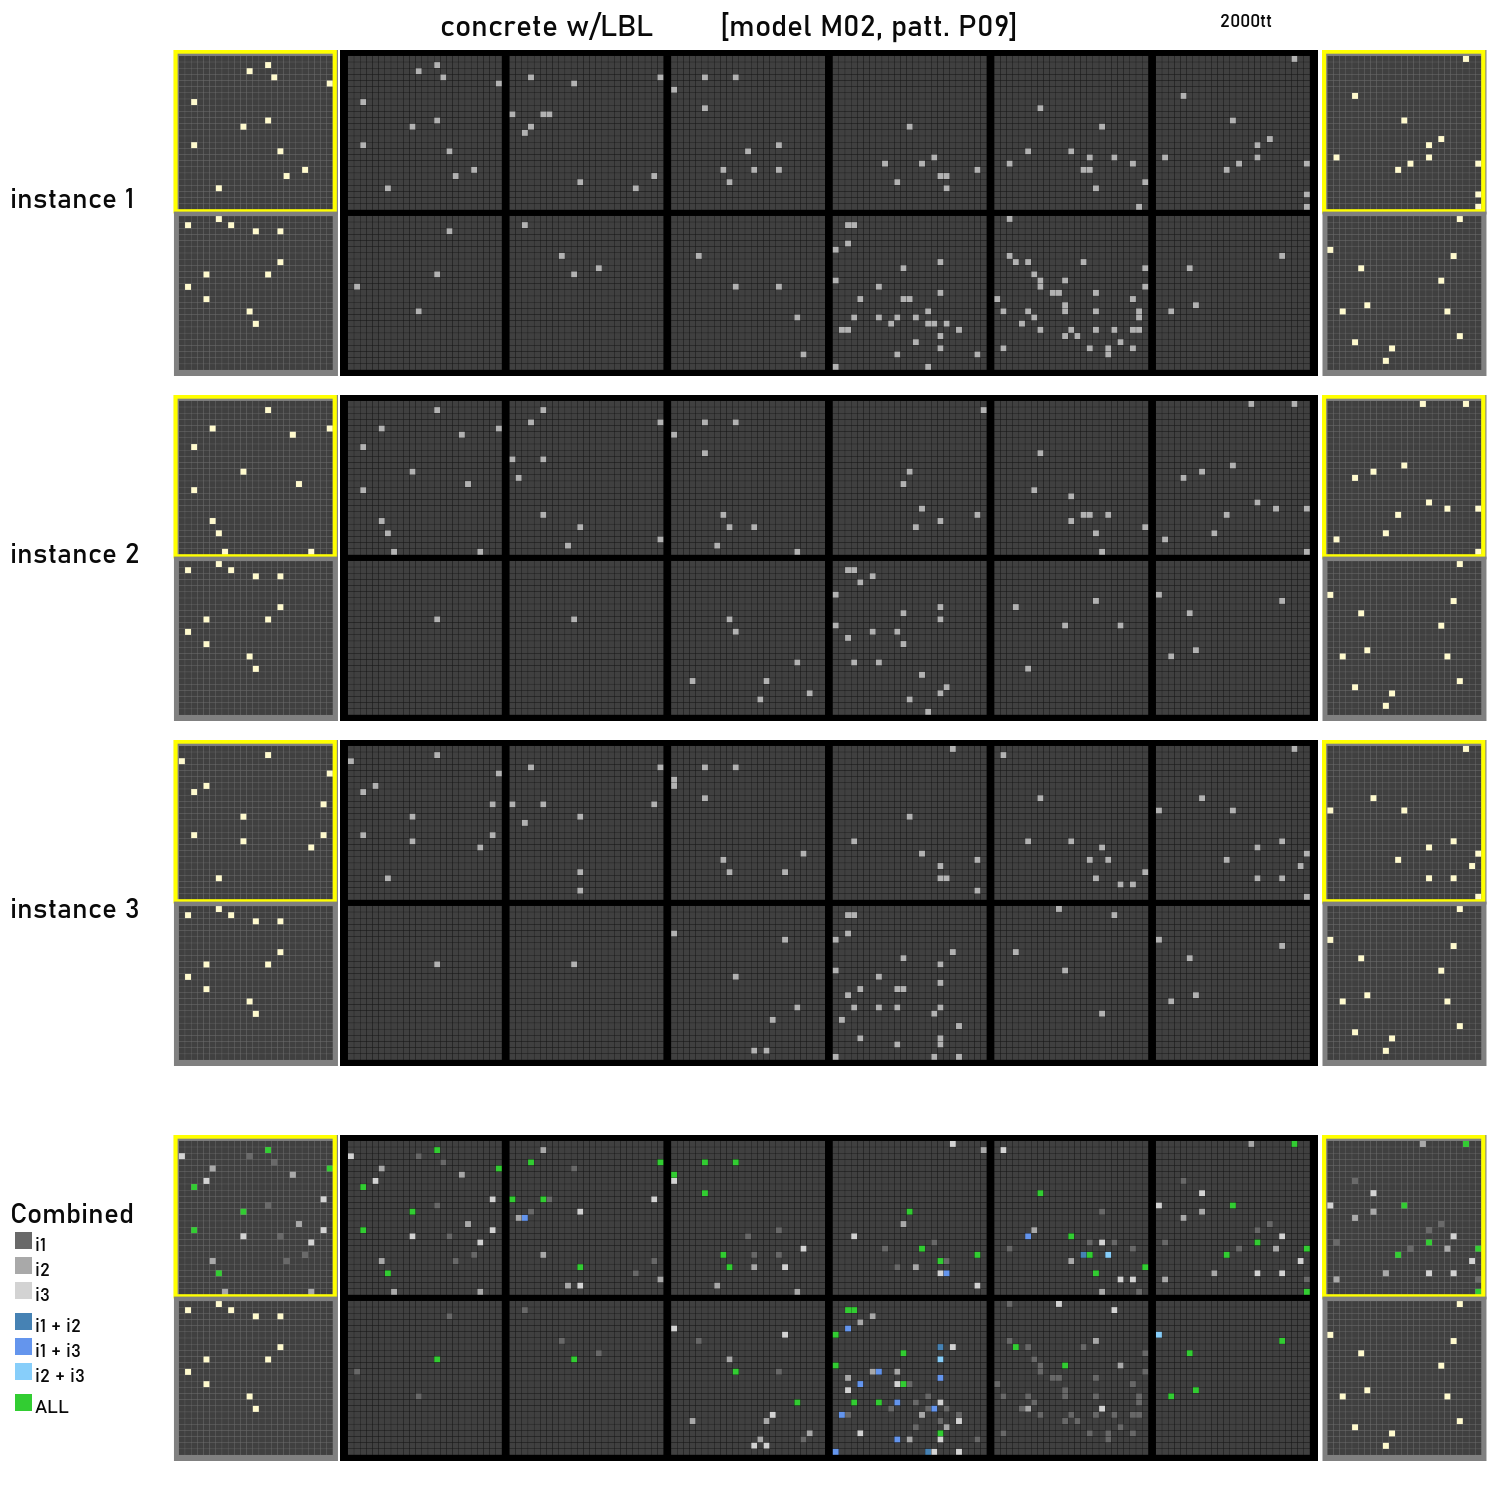 concrete w/LBL [model M02, patt. P09] 2000tt
instance 1
instance 2
instance 3
Combined
i1
i2
i3
i1 + i2
i1 + i3
i2 + i3
ALL